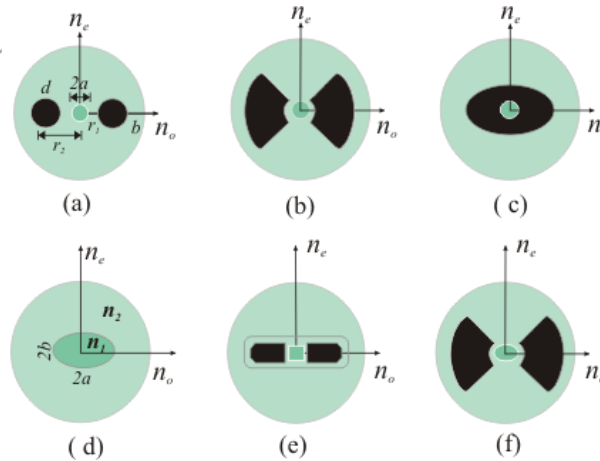 n_e
2a
d
r_1
b
n_o
r_2
(a)
n_e
n_o
(b)
n_e
n
( c)
n_e
n_2
n_1
2b
2a
n_o
( d)
n_e
n_o
(e)
n_e
n
(f)